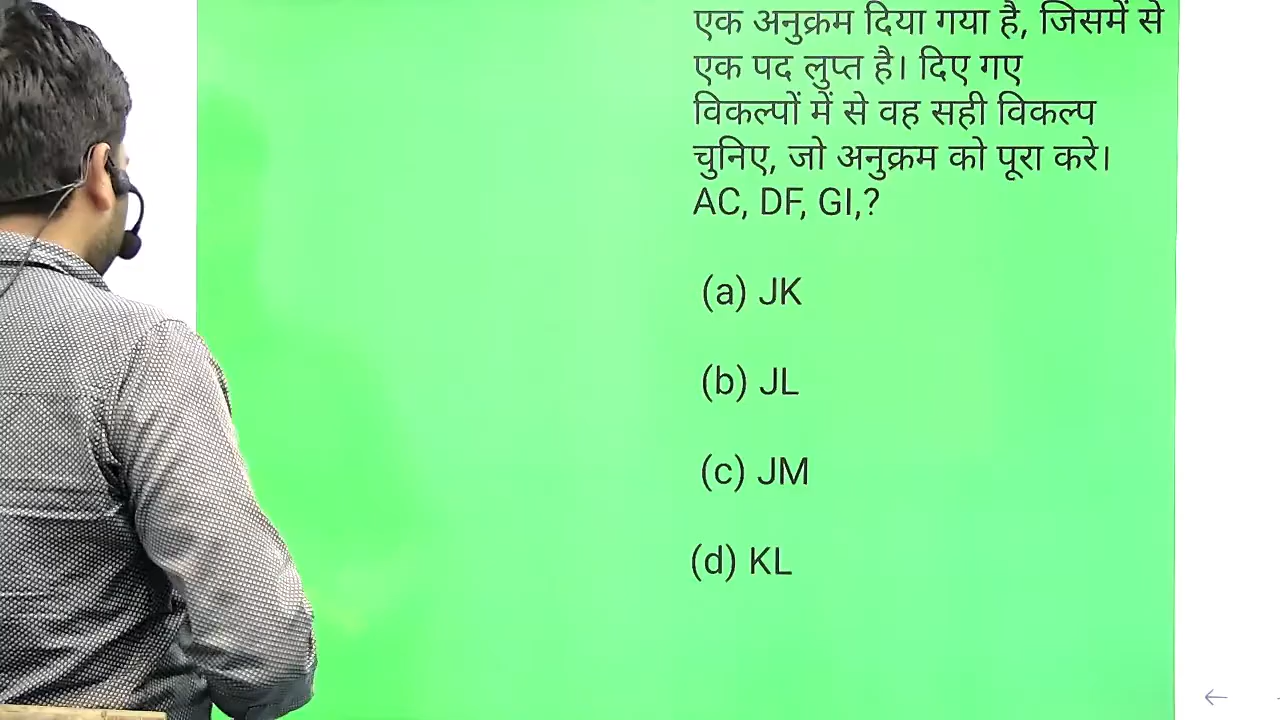 एक अनुक्रम दिया गया है, जिसमें से
एक पद लुप्त है। दिए गए
विकल्पों में से वह सही विकल्प
चुनिए, जो अनुक्रम को पूरा करे।
AC, DF, GI,?
(a) JK
(b) JL
(c) JM
(d) KL